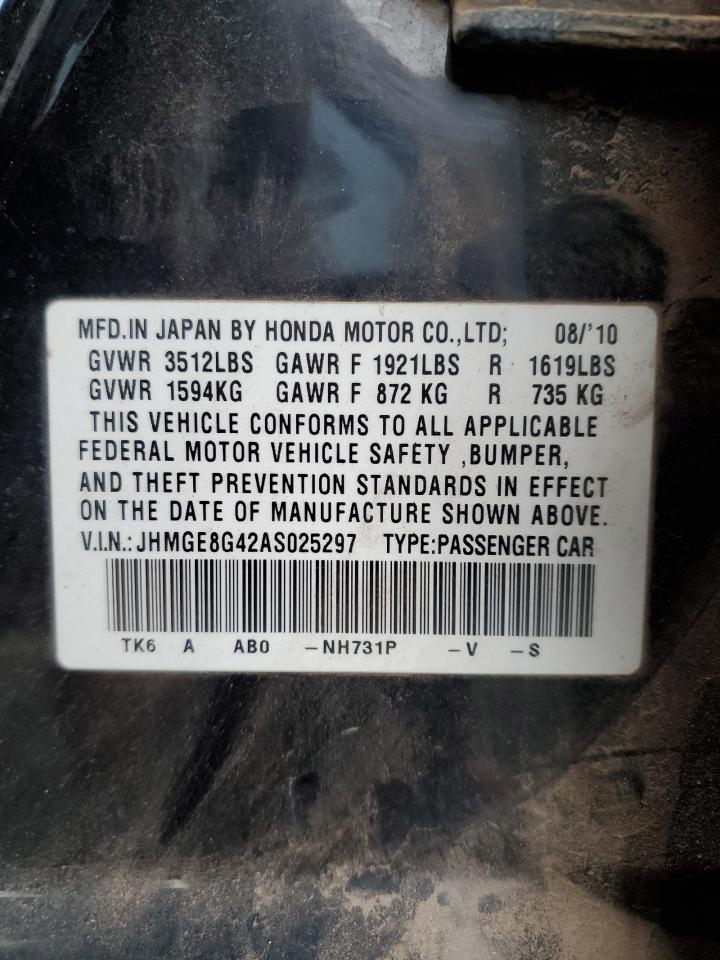 MFD.IN JAPAN BY HONDA MOTOR CO.,LTD; 08/'10
GVWR 3512LBS GAWR F 1921LBS R 1619LBS
GVWR 1594KG GAWR F 872 KG R 735 KG
THIS VEHICLE CONFORMS TO ALL APPLICABLE
FEDERAL MOTOR VEHICLE SAFETY ,BUMPER,
AND THEFT PREVENTION STANDARDS IN EFFECT
ON THE DATE OF MANUFACTURE SHOWN ABOVE.
V.I.N.: JHMGE8G42AS025297 TYPE:PASSENGER CAR
TK6 A AB0 –NH731P –V –S